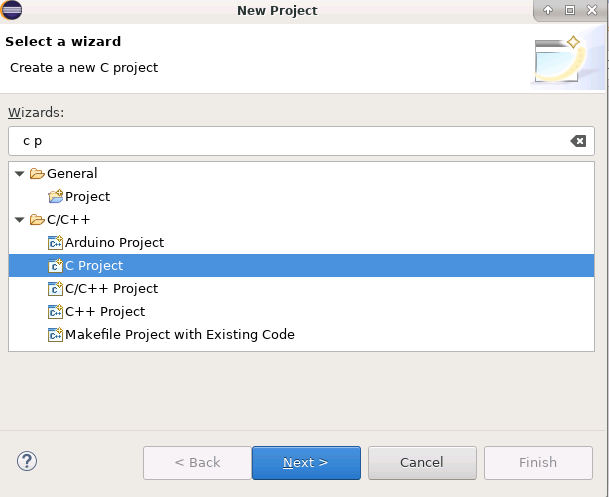 New Project
Select a wizard
Create a new C project
Wizards:
c p
General
Project
C/C++
Arduino Project
C Project
C/C++ Project
C++ Project
Makefile Project with Existing Code
? < Back Next > Cancel Finish